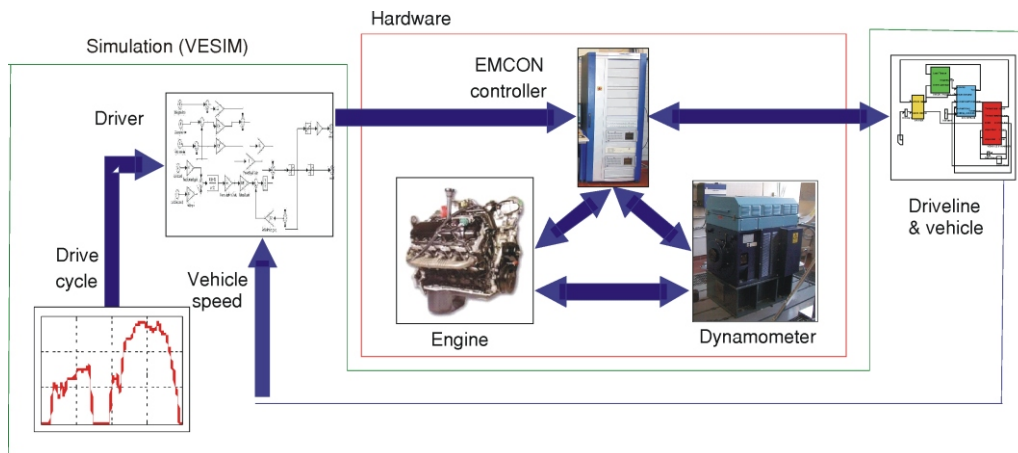 Hardware
Simulation (VESIM)
EMCON
controller
Driver
Drive
cycle
Vehicle
speed
Engine
Dynamometer
Driveline
& vehicle